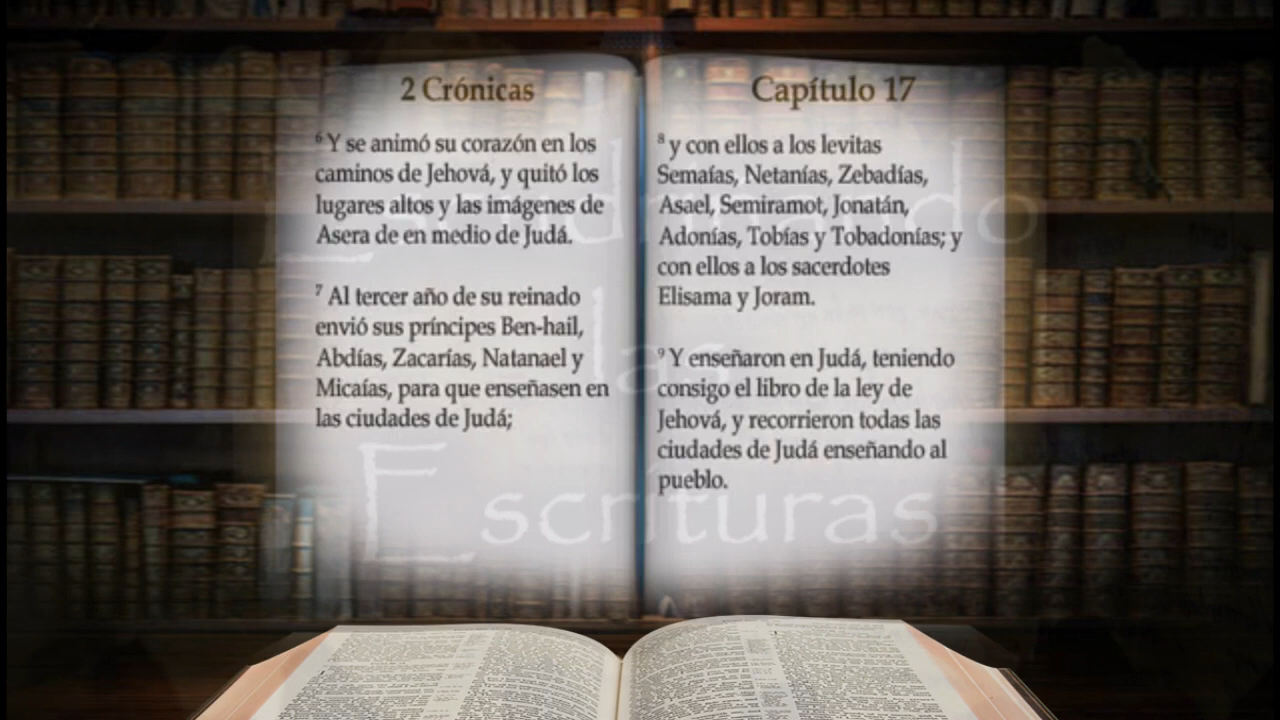 2 Crónicas
⁶ Y se animó su corazón en los
caminos de Jehová, y quitó los
lugares altos y las imágenes de
Asera de en medio de Judá.
⁷ Al tercer año de su reinado
envió sus príncipes Ben-hail,
Abdías, Zacarías, Natanael y
Micaías, para que enseñasen en
las ciudades de Judá;
Capítulo 17
⁸ y con ellos a los levitas
Semaías, Netanías, Zebadías,
Asael, Semiramot, Jonatán,
Adonías, Tobías y Tobadonías; y
con ellos a los sacerdotes
Elisama y Joram.
⁹ Y enseñaron en Judá, teniendo
consigo el libro de la ley de
Jehová, y recorrieron todas las
ciudades de Judá enseñando al
pueblo.
las
Escrituras